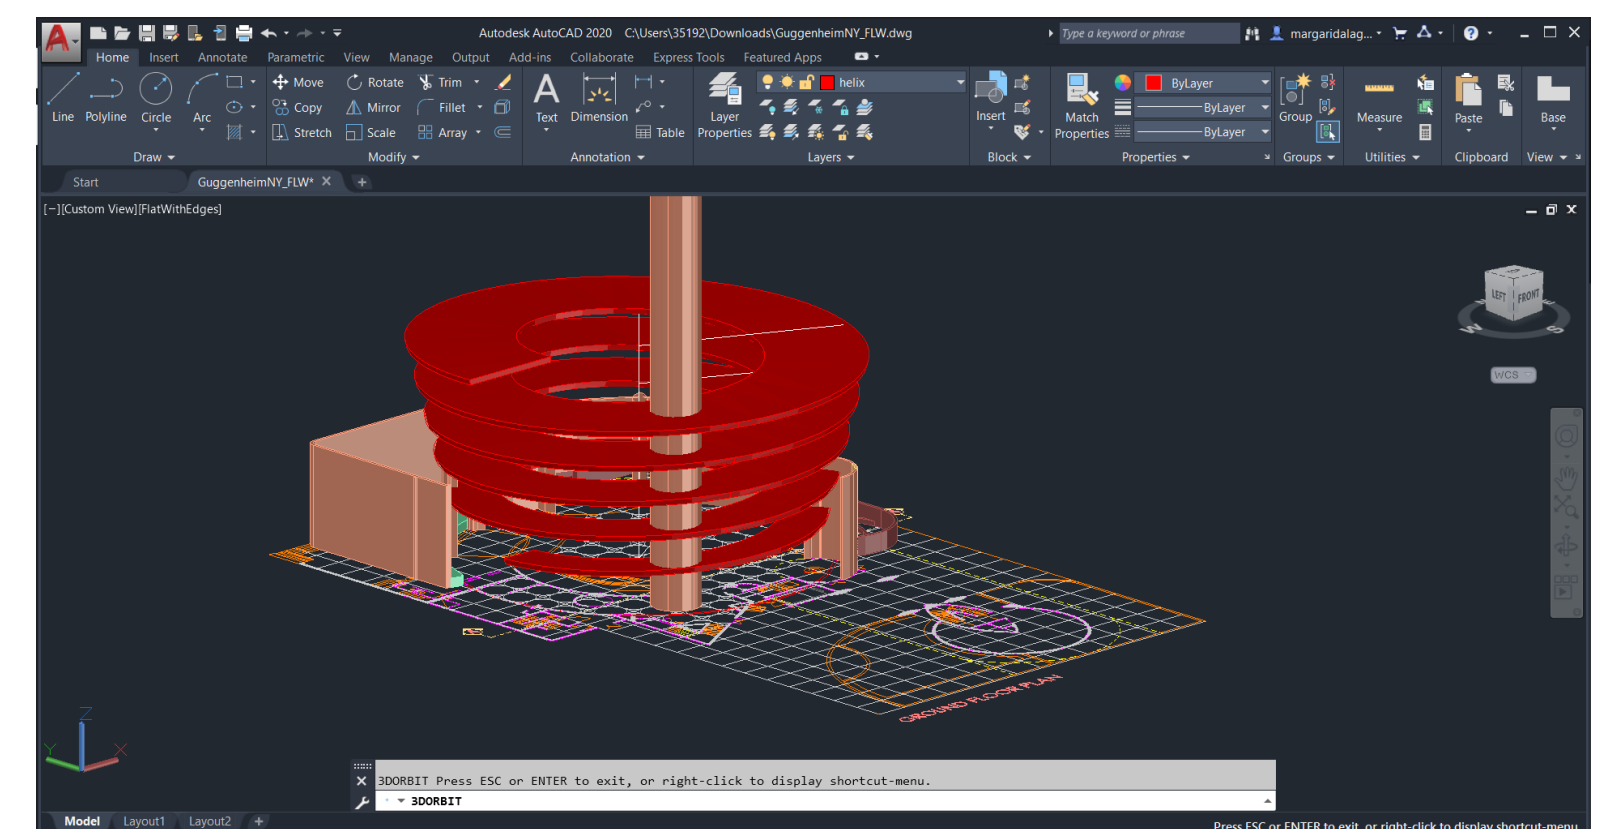 Autodesk AutoCAD 2020 C:\Users\35192\Downloads\GuggenheimNY_FLW.dwg
Type a keyword or phrase
margaridalag...
Home Insert Annotate Parametric View Manage Output Add-ins Collaborate Express Tools Featured Apps
Line Polyline Circle Arc
Move Rotate Trim
Copy Mirror Fillet
Stretch Scale Array
Text Dimension
Table
Layer Properties
helix
Insert
Match Properties
ByLayer
ByLayer
ByLayer
Group
Measure
Paste
Base
Draw Modify Annotation Layers Block Properties Groups Utilities Clipboard View
Start GuggenheimNY_FLW* +
[−][Custom View][FlatWithEdges]
LEFT FRONT
W S
WCS
GROUND FLOOR PLAN
Z
Y X
3DORBIT Press ESC or ENTER to exit, or right-click to display shortcut-menu.
3DORBIT
Model Layout1 Layout2 +
Press ESC or ENTER to exit, or right-click to display shortcut-menu.